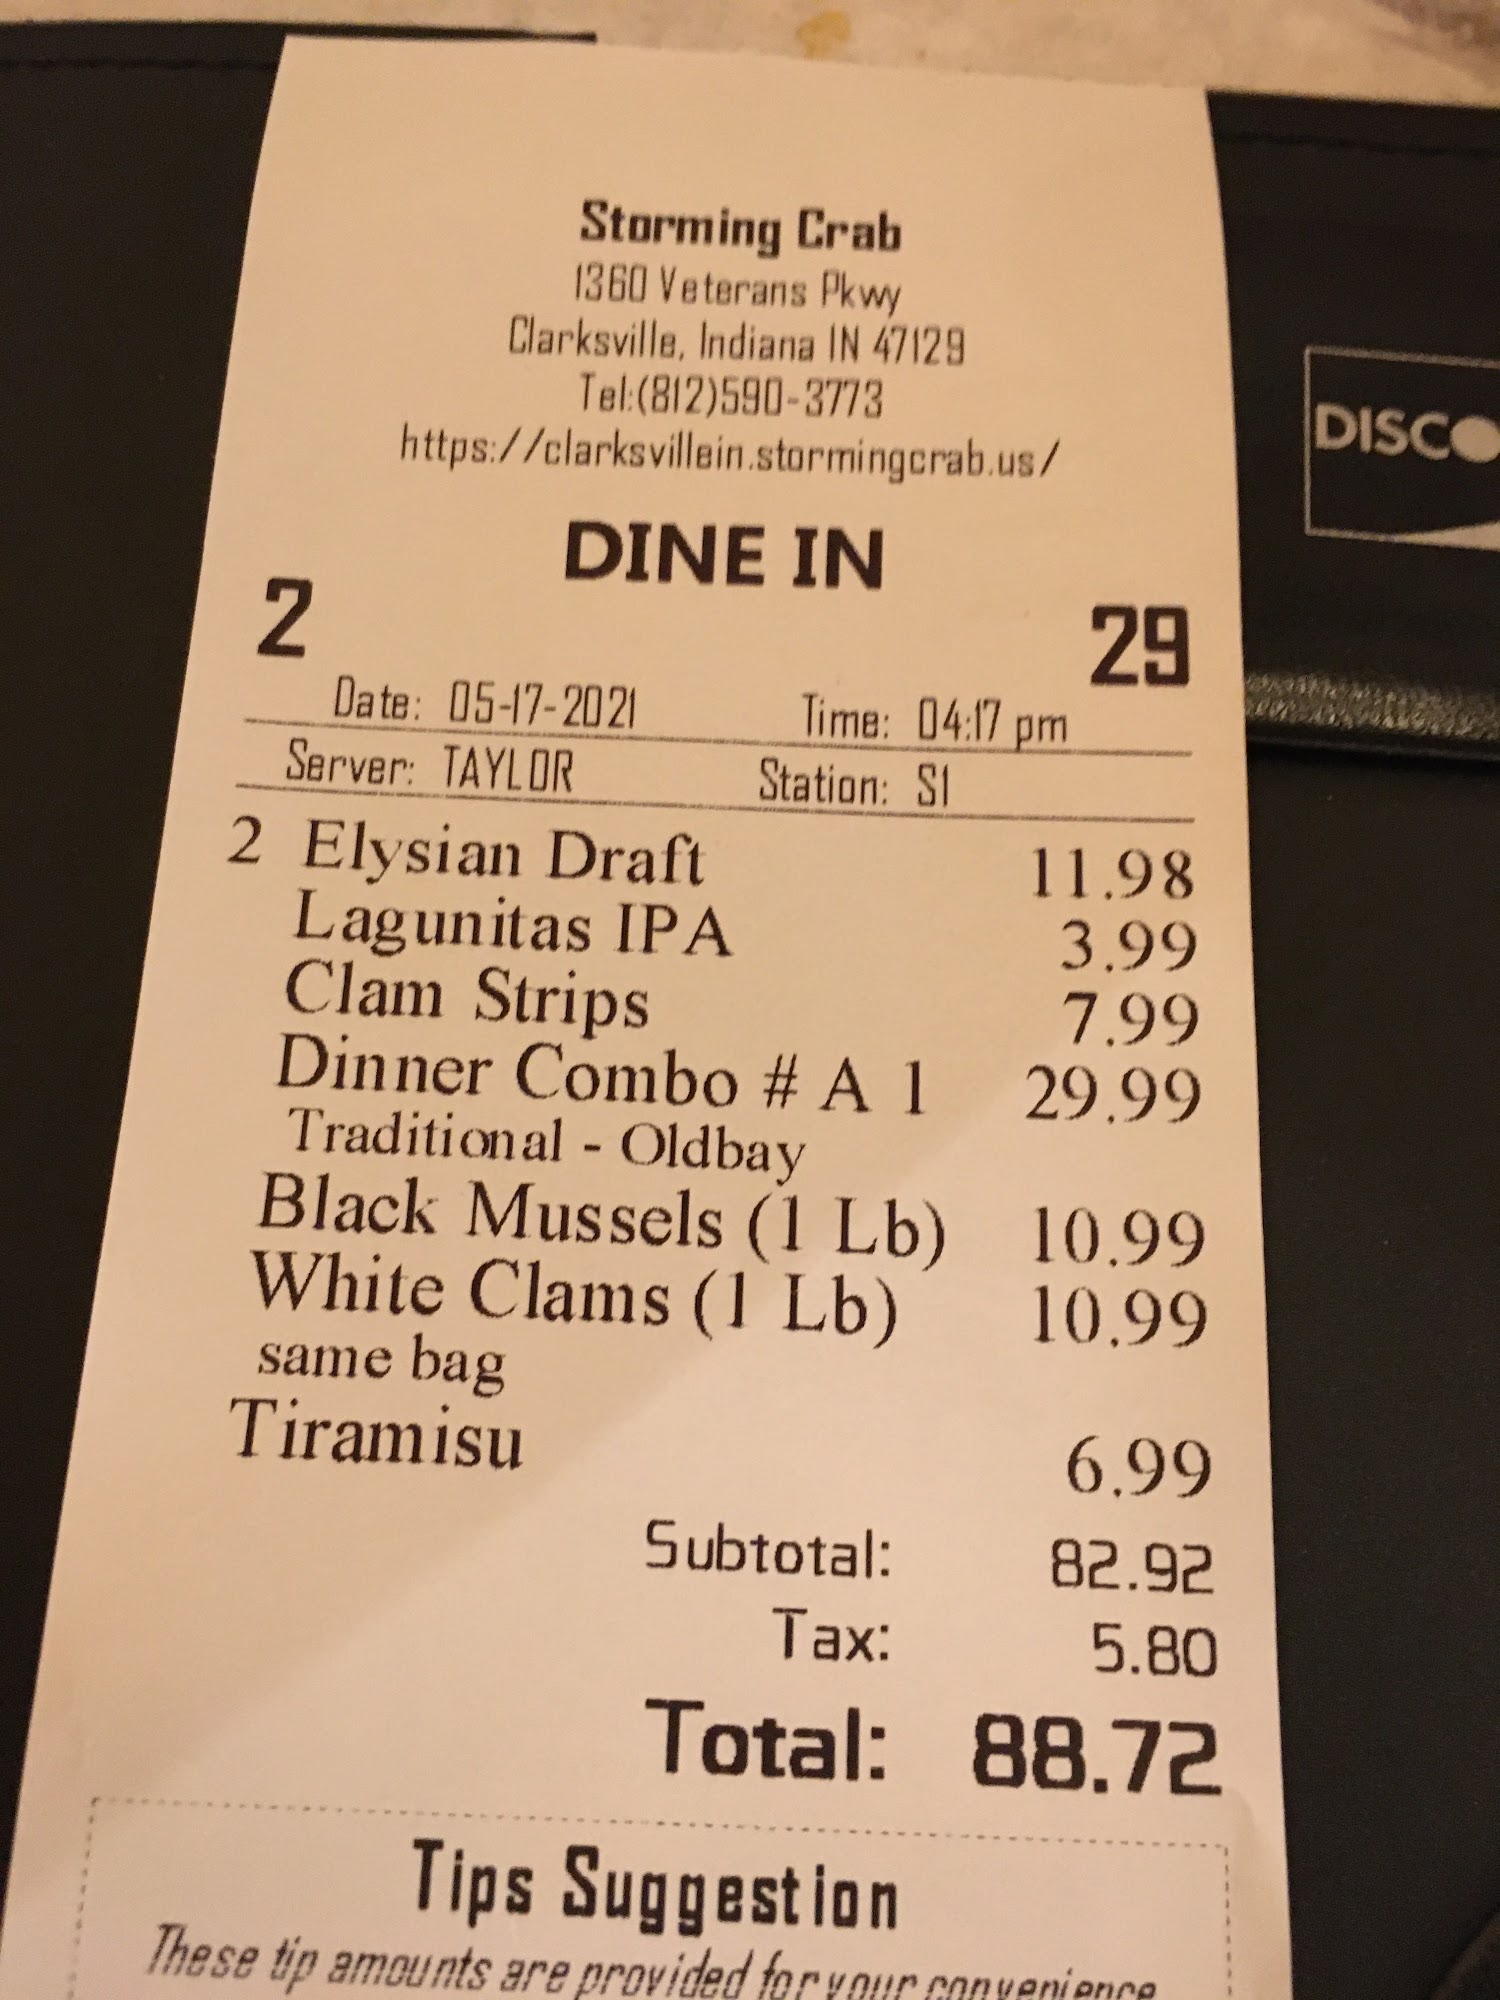 Storming Crab
1360 Veterans Pkwy
Clarksville, Indiana IN 47129
Tel:(812)590-3773
https://clarksvillein.stormingcrab.us/
DISCO
DINE IN
2 29
Date: 05-17-2021 Time: 04:17 pm
Server: TAYLOR Station: S1
2 Elysian Draft 11.98
Lagunitas IPA 3.99
Clam Strips 7.99
Dinner Combo # A 1 29.99
Traditional - Oldbay
Black Mussels (1 Lb) 10.99
White Clams (1 Lb) 10.99
same bag
Tiramisu 6.99
Subtotal: 82.92
Tax: 5.80
Total: 88.72
Tips Suggestion
These tip amounts are provided for your convenience